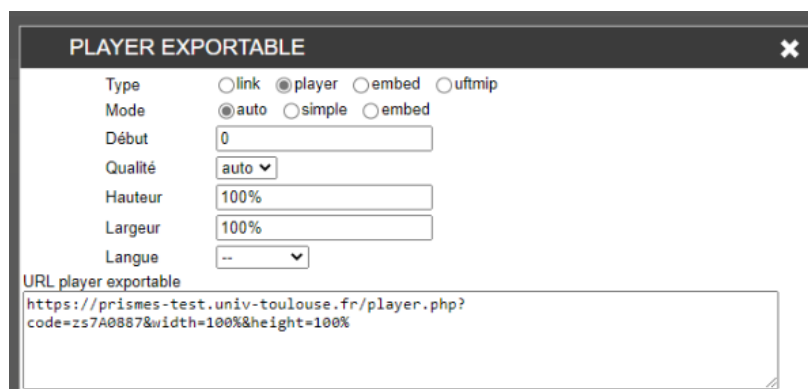 PLAYER EXPORTABLE
Type link player embed uftmip
Mode auto simple embed
Début 0
Qualité auto
Hauteur 100%
Largeur 100%
Langue --
URL player exportable
https://prismes-test.univ-toulouse.fr/player.php?
code=zs7A0887&width=100%&height=100%